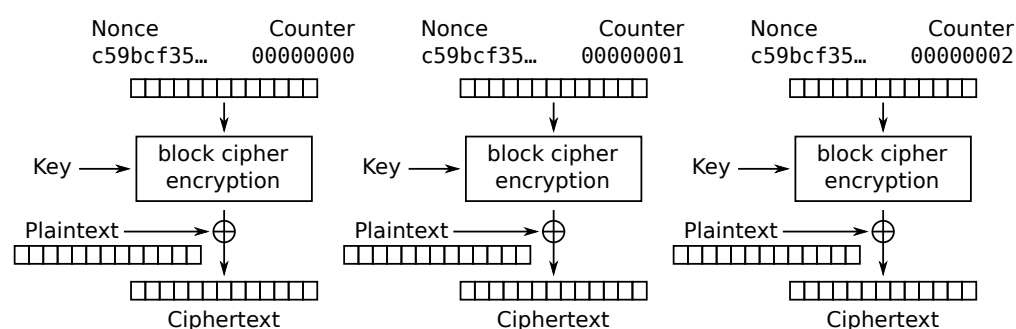 Nonce Counter Nonce Counter Nonce Counter
c59bcf35… 00000000 c59bcf35… 00000001 c59bcf35… 00000002
block cipher block cipher block cipher
Key Key Key
encryption encryption encryption
Plaintext Plaintext Plaintext
Ciphertext Ciphertext Ciphertext